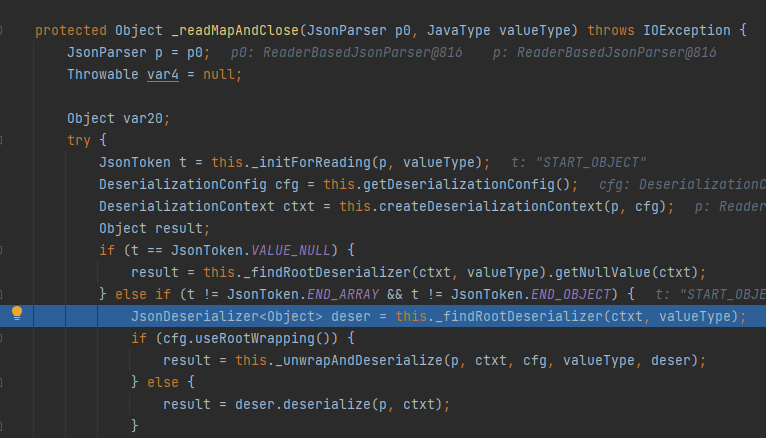 protected Object _readMapAndClose(JsonParser p0, JavaType valueType) throws IOException {
JsonParser p = p0; p0: ReaderBasedJsonParser@816 p: ReaderBasedJsonParser@816
Throwable var4 = null;
Object var20;
try {
JsonToken t = this._initForReading(p, valueType); t: "START_OBJECT"
DeserializationConfig cfg = this.getDeserializationConfig(); cfg: DeserializationC
DeserializationContext ctxt = this.createDeserializationContext(p, cfg); p: Reader
Object result;
if (t == JsonToken.VALUE_NULL) {
result = this._findRootDeserializer(ctxt, valueType).getNullValue(ctxt);
} else if (t != JsonToken.END_ARRAY && t != JsonToken.END_OBJECT) { t: "START_OBJE
JsonDeserializer<Object> deser = this._findRootDeserializer(ctxt, valueType);
if (cfg.useRootWrapping()) {
result = this._unwrapAndDeserialize(p, ctxt, cfg, valueType, deser);
} else {
result = deser.deserialize(p, ctxt);
}